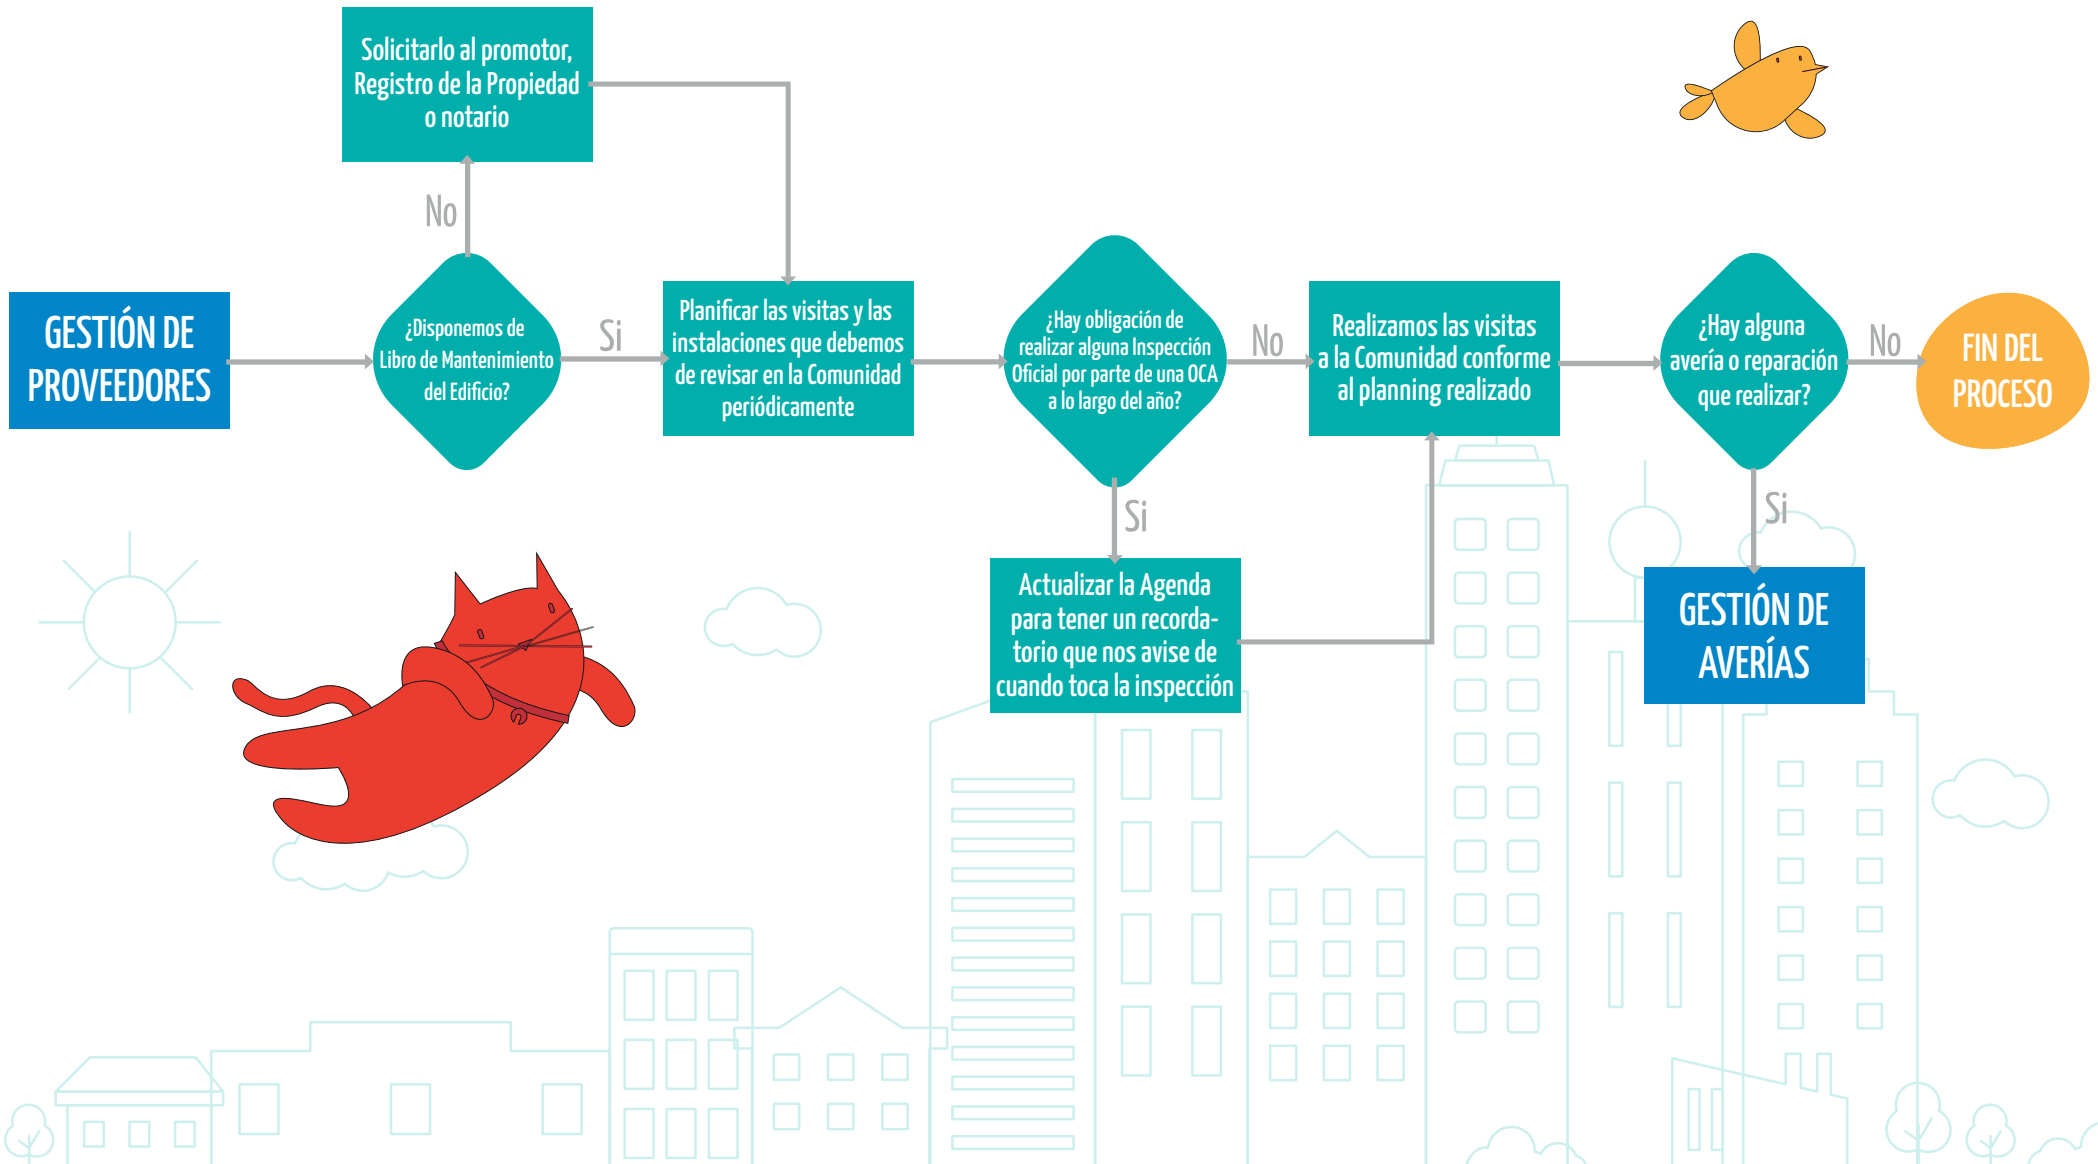 Solicitarlo al promotor,
Registro de la Propiedad
o notario
No
GESTIÓN DE
PROVEEDORES
¿Disponemos de
Libro de Mantenimiento
del Edificio?
Si
Planificar las visitas y las
instalaciones que debemos
de revisar en la Comunidad
periódicamente
¿Hay obligación de
realizar alguna Inspección
Oficial por parte de una OCA
a lo largo del año?
No
Realizamos las visitas
a la Comunidad conforme
al planning realizado
¿Hay alguna
avería o reparación
que realizar?
No
FIN DEL
PROCESO
Si
Actualizar la Agenda
para tener un recorda-
torio que nos avise de
cuando toca la inspección
Si
GESTIÓN DE
AVERÍAS